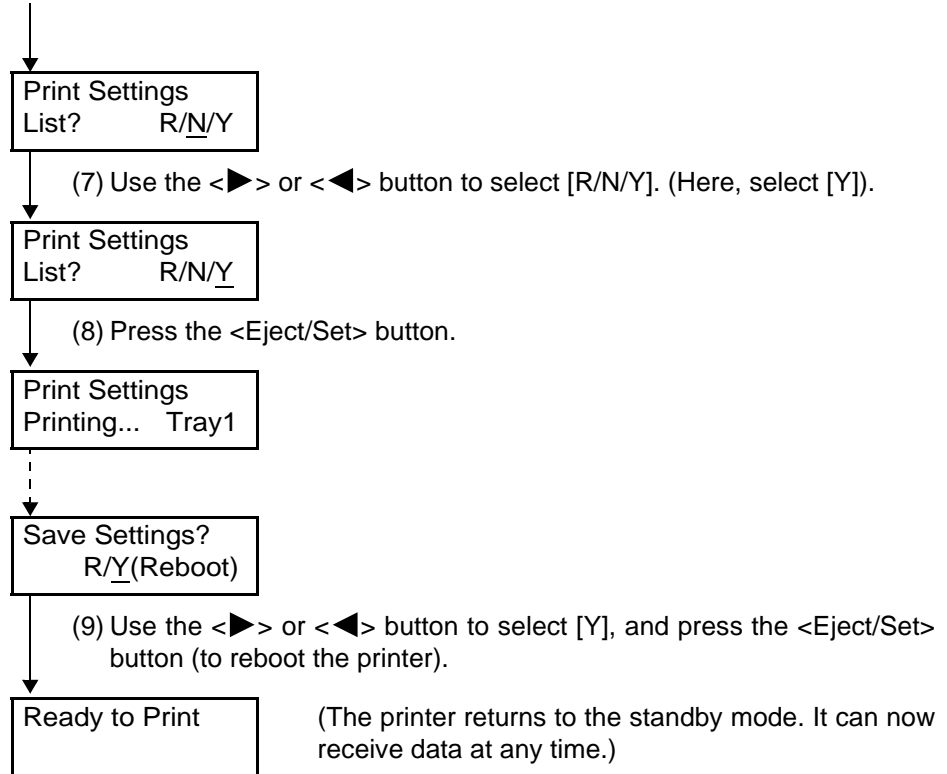 Print Settings
List? R/N/Y
(7) Use the <▶> or <◀> button to select [R/N/Y]. (Here, select [Y]).
Print Settings
List? R/N/Y
(8) Press the <Eject/Set> button.
Print Settings
Printing... Tray1
Save Settings?
R/Y(Reboot)
(9) Use the <▶> or <◀> button to select [Y], and press the <Eject/Set>
button (to reboot the printer).
Ready to Print
(The printer returns to the standby mode. It can now
receive data at any time.)